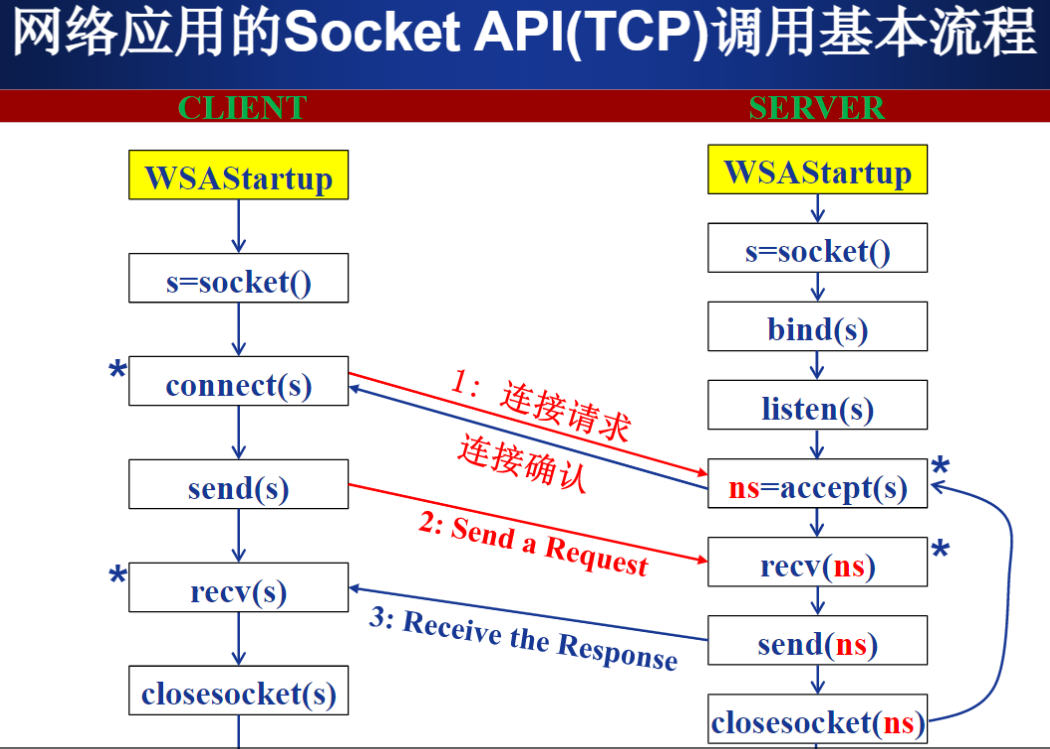 网络应用的Socket API(TCP)调用基本流程
CLIENT
SERVER
WSAStartup
s=socket()
*
connect(s)
send(s)
*
recv(s)
closesocket(s)
1：连接请求
连接确认
2: Send a Request
3: Receive the Response
WSAStartup
s=socket()
bind(s)
listen(s)
ns=accept(s)
*
recv(ns)
*
send(ns)
closesocket(ns)